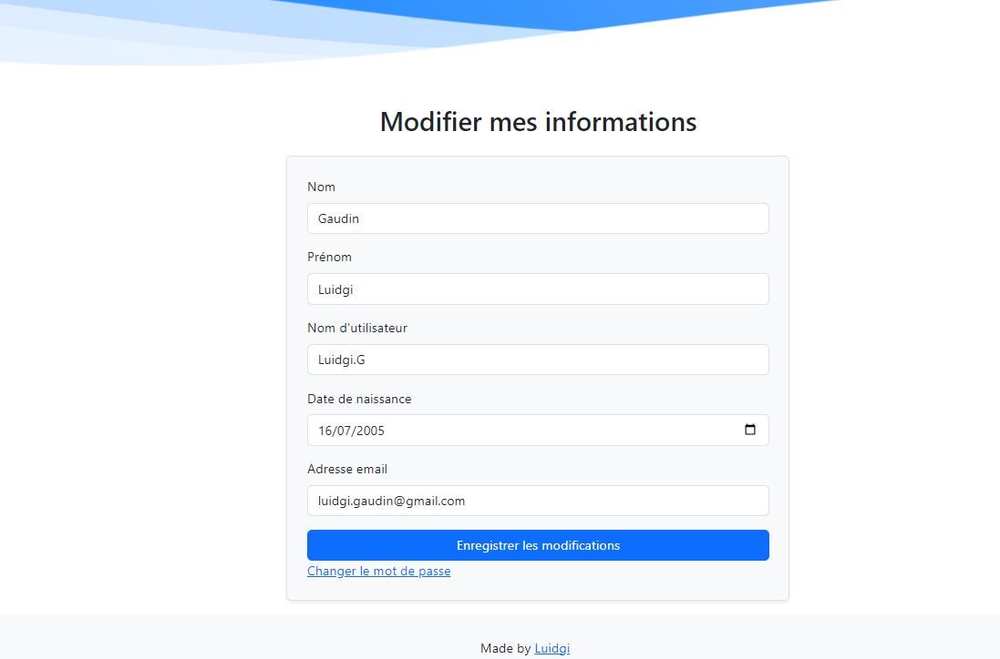 Modifier mes informations
Nom
Gaudin
Prénom
Luidgi
Nom d'utilisateur
Luidgi.G
Date de naissance
16/07/2005
Adresse email
luidgi.gaudin@gmail.com
Enregistrer les modifications
Changer le mot de passe
Made by Luidgi